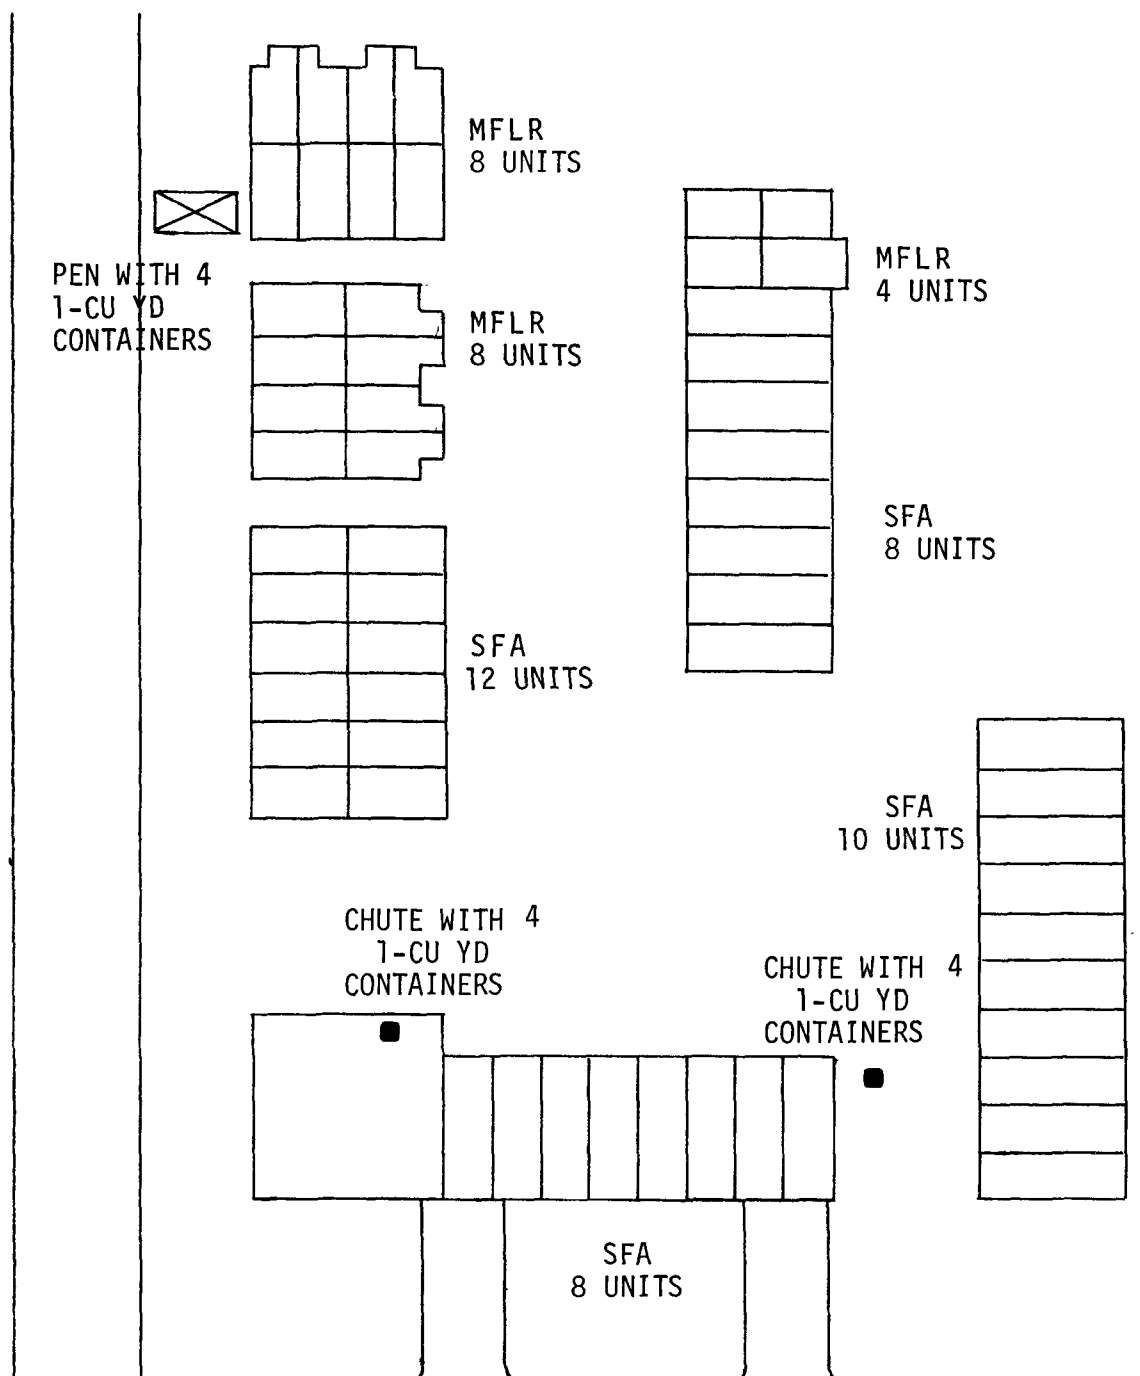 MFLR
8 UNITS
PEN WITH 4
1-CU YD
CONTAINERS
MFLR
4 UNITS
MFLR
8 UNITS
SFA
8 UNITS
SFA
12 UNITS
SFA
10 UNITS
CHUTE WITH 4
1-CU YD
CONTAINERS
CHUTE WITH 4
1-CU YD
CONTAINERS
SFA
8 UNITS